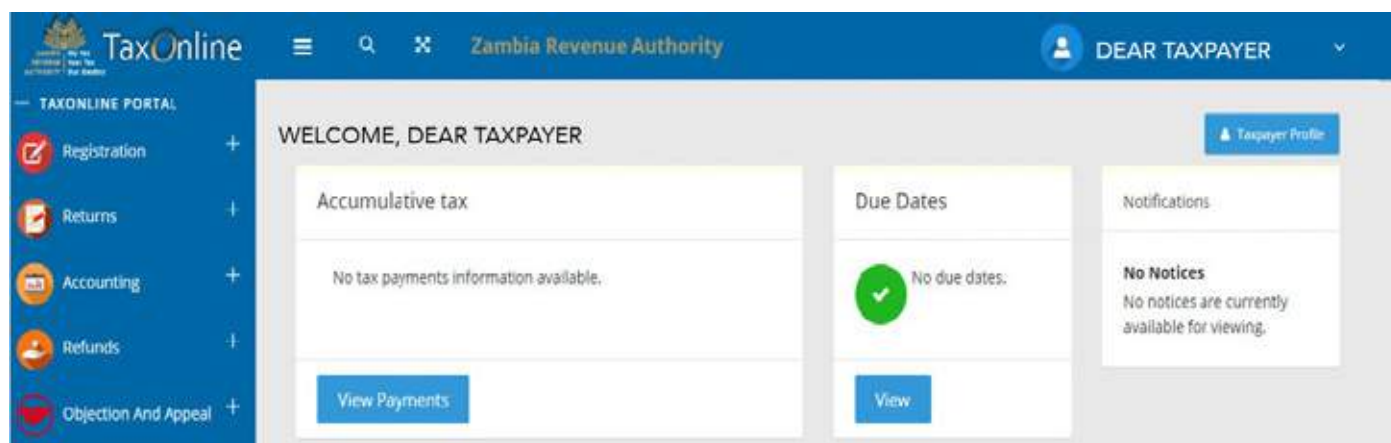 TaxOnline
Zambia Revenue Authority
DEAR TAXPAYER
TAXONLINE PORTAL
Registration
Returns
Accounting
Refunds
Objection And Appeal
WELCOME, DEAR TAXPAYER
Taxpayer Profile
Accumulative tax
No tax payments information available.
View Payments
Due Dates
No due dates.
View
Notifications
No Notices
No notices are currently
available for viewing.